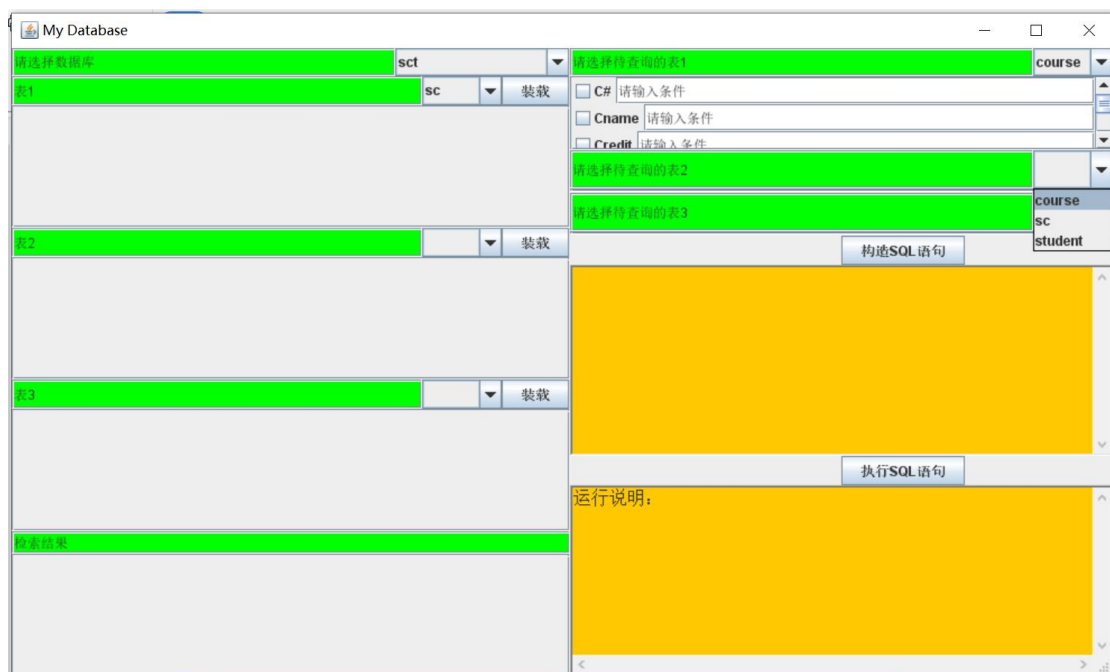 My Database
请选择数据库 sct
表1 sc 装载
表2 装载
表3 装载
检索结果
请选择待查询的表1 course
C# 请输入条件
Cname 请输入条件
Credit 请输入条件
请选择待查询的表2
course
sc
student
请选择待查询的表3
构造SQL语句
执行SQL语句
运行说明：